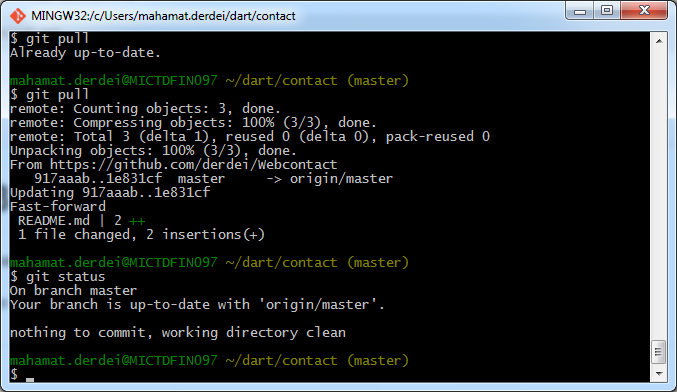 MINGW32:/c/Users/mahamat.derdei/dart/contact
$ git pull
Already up-to-date.
mahamat.derdei@MICTDFIN097 ~/dart/contact (master)
$ git pull
remote: Counting objects: 3, done.
remote: Compressing objects: 100% (3/3), done.
remote: Total 3 (delta 1), reused 0 (delta 0), pack-reused 0
Unpacking objects: 100% (3/3), done.
From https://github.com/derdei/Webcontact
   917aaab..1e831cf  master     -> origin/master
Updating 917aaab..1e831cf
Fast-forward
 README.md | 2 ++
 1 file changed, 2 insertions(+)
mahamat.derdei@MICTDFIN097 ~/dart/contact (master)
$ git status
On branch master
Your branch is up-to-date with 'origin/master'.
nothing to commit, working directory clean
mahamat.derdei@MICTDFIN097 ~/dart/contact (master)
$